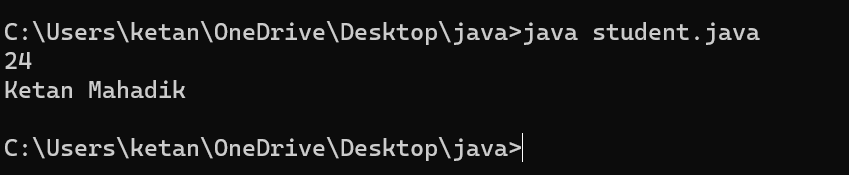 C:\Users\ketan\OneDrive\Desktop\java>java student.java
24
Ketan Mahadik
C:\Users\ketan\OneDrive\Desktop\java>